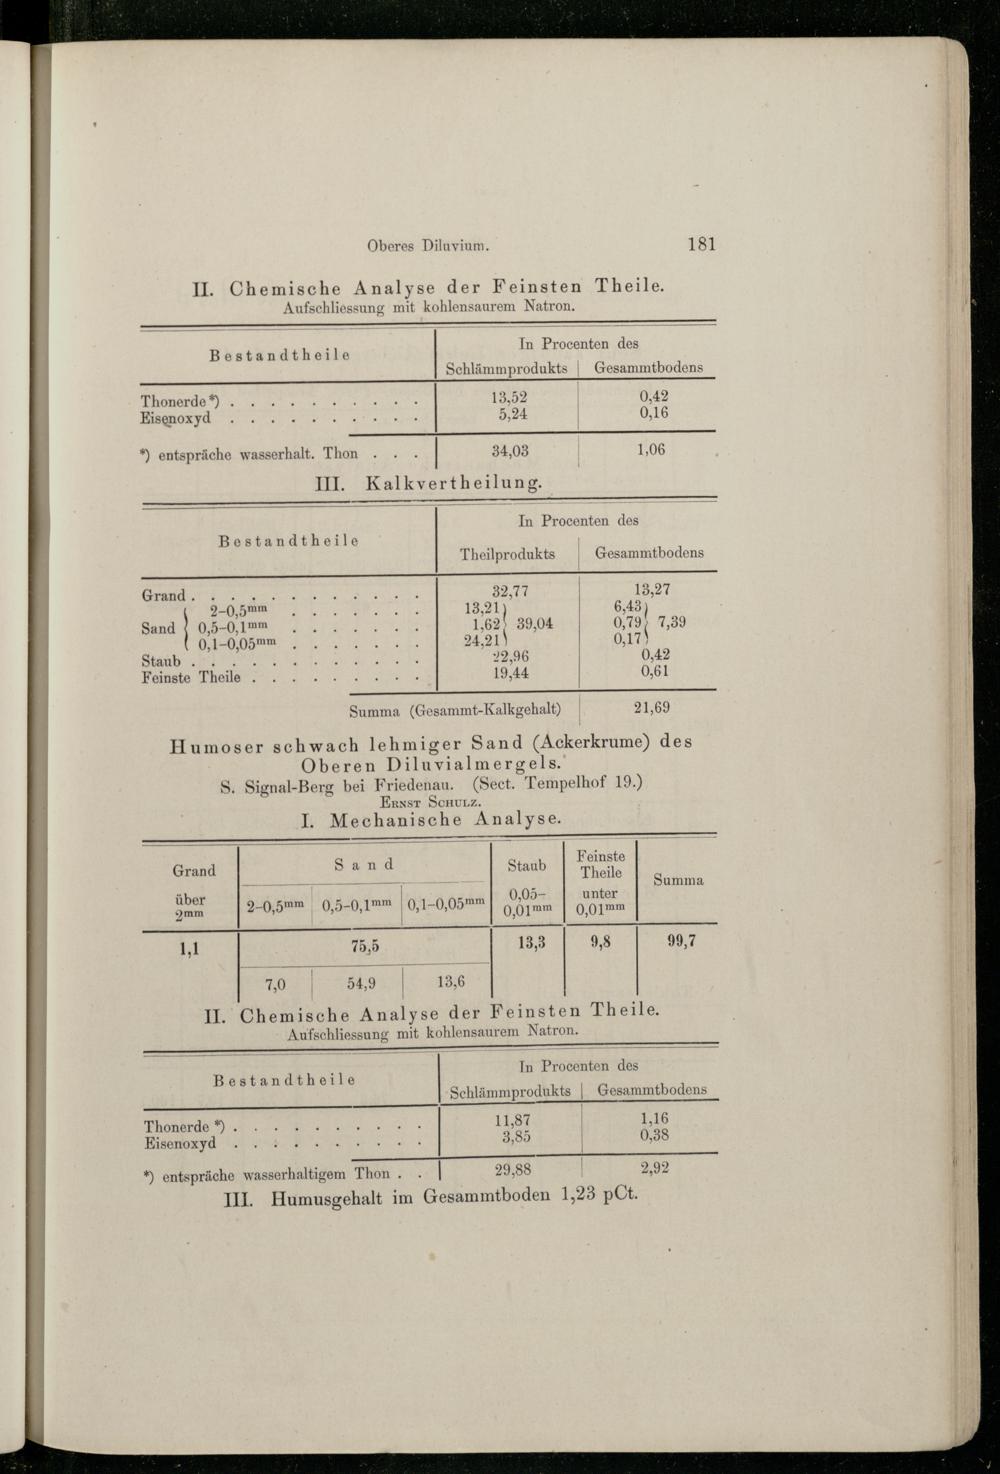 Oberes Diluvium. 181
II. Chemische Analyse der Feinsten Theile.
Aufschliessung mit kohlensaurem Natron.
Bestandtheile
In Procenten des
Schlämmprodukts Gesammtbodens
Thonerde*) . . . . . . . . . . 13,52 0,42
Eisenoxyd . . . . . . . . . . 5,24 0,16
*) entspräche wasserhalt. Thon . . . 34,03 1,06
III. Kalkvertheilung.
Bestandtheile
In Procenten des
Theilprodukts Gesammtbodens
Grand . . . . . . . . . . . . 32,77 13,27
2-0,5mm . . . . . . . 13,21 6,43
Sand 0,5-0,1mm . . . . . . . 1,62 39,04 0,79 7,39
0,1-0,05mm . . . . . . . 24,21 0,17
Staub . . . . . . . . . . . . 22,96 0,42
Feinste Theile . . . . . . . . . 19,44 0,61
Summa (Gesammt-Kalkgehalt) 21,69
Humoser schwach lehmiger Sand (Ackerkrume) des
Oberen Diluvialmergels.
S. Signal-Berg bei Friedenau. (Sect. Tempelhof 19.)
Ernst Schulz.
I. Mechanische Analyse.
Grand über 2mm
Sand
2-0,5mm 0,5-0,1mm 0,1-0,05mm
Staub 0,05-0,01mm
Feinste Theile unter 0,01mm
Summa
1,1 75,5 13,3 9,8 99,7
7,0 54,9 13,6
II. Chemische Analyse der Feinsten Theile.
Aufschliessung mit kohlensaurem Natron.
Bestandtheile
In Procenten des
Schlämmprodukts Gesammtbodens
Thonerde *) . . . . . . . . . . 11,87 1,16
Eisenoxyd . . . . . . . . . . 3,85 0,38
*) entspräche wasserhaltigem Thon . . 29,88 2,92
III. Humusgehalt im Gesammtboden 1,23 pCt.